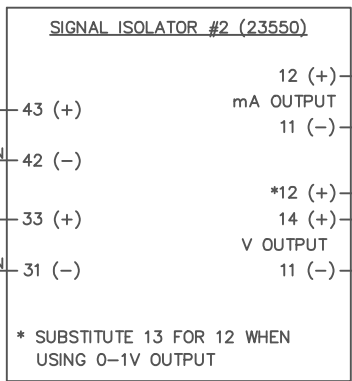 SIGNAL ISOLATOR #2 (23550)
12 (+)
mA OUTPUT
43 (+)
11 (-)
42 (-)
*12 (+)
33 (+)
14 (+)
V OUTPUT
31 (-)
11 (-)
* SUBSTITUTE 13 FOR 12 WHEN
USING 0-1V OUTPUT